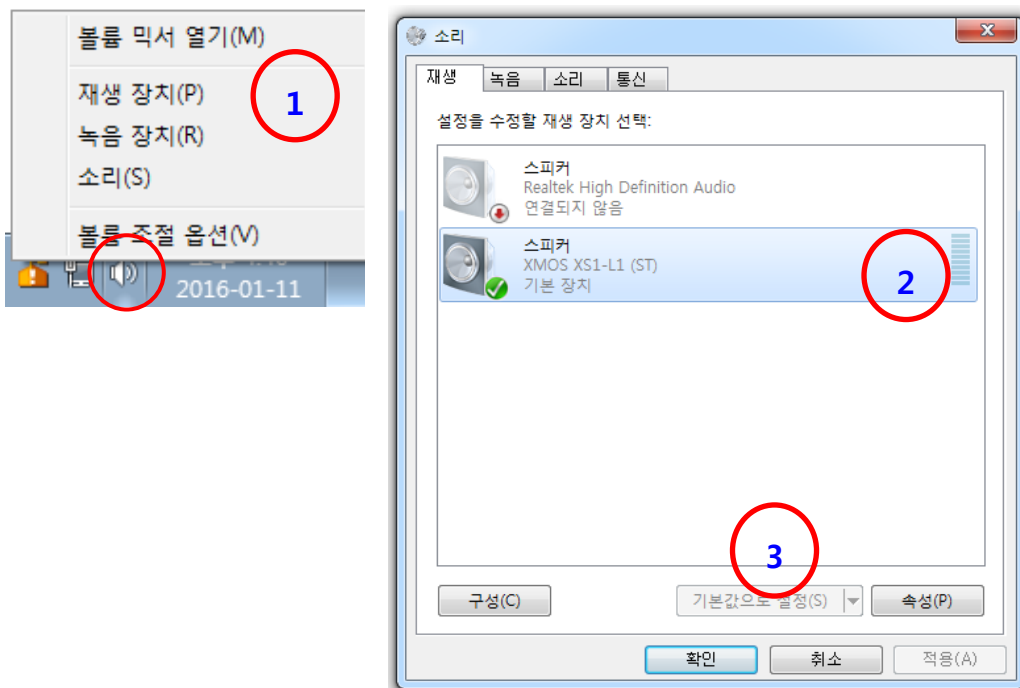 볼륨 믹서 열기(M)
재생 장치(P)
1
녹음 장치(R)
소리(S)
볼륨 조절 옵션(V)
2016-01-11
소리
재생 녹음 소리 통신
설정을 수정할 재생 장치 선택:
스피커
Realtek High Definition Audio
연결되지 않음
스피커
XMOS XS1-L1 (ST)
기본 장치
2
3
구성(C) 기본값으로 설정(S) 속성(P)
확인 취소 적용(A)